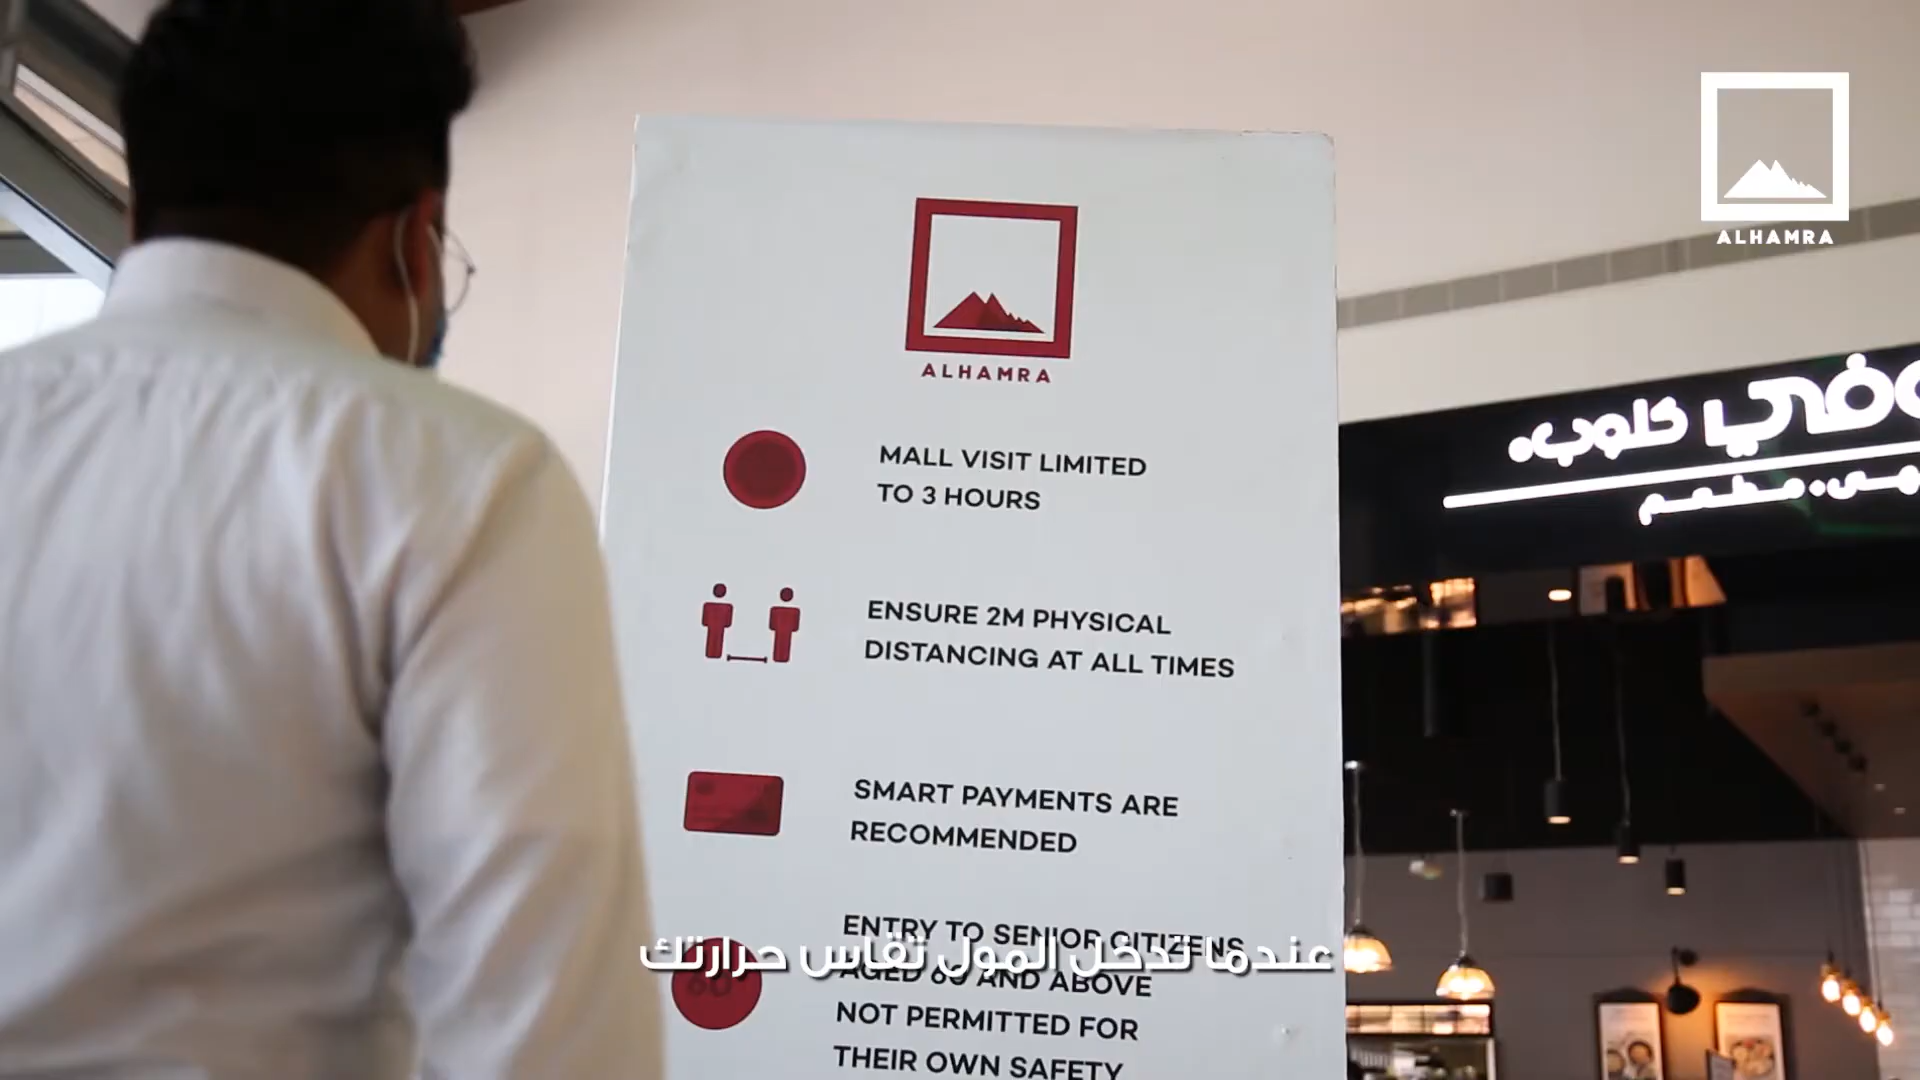 ALHAMRA
ALHAMRA
MALL VISIT LIMITED
TO 3 HOURS
ENSURE 2M PHYSICAL
DISTANCING AT ALL TIMES
SMART PAYMENTS ARE
RECOMMENDED
ENTRY TO SENIOR CITIZENS
AGED 60 AND ABOVE
NOT PERMITTED FOR
THEIR OWN SAFETY
عندما تدخل المول تقاس حرارتك
كلوب
مطعم